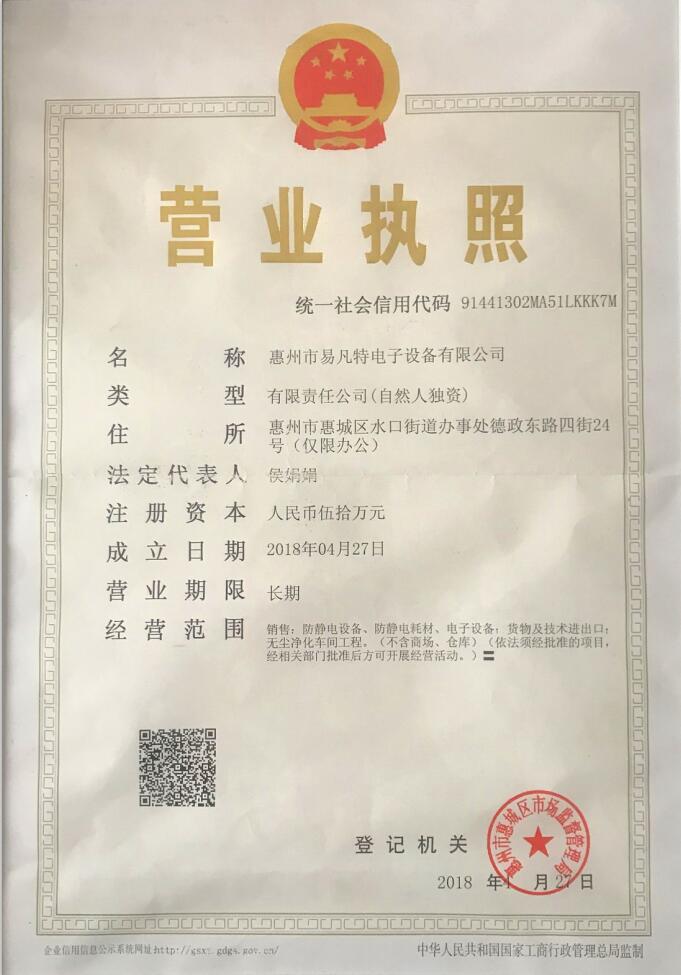 营业执照
统一社会信用代码 91441302MA51LKKK7M
名称 惠州市易凡特电子设备有限公司
类型 有限责任公司(自然人独资)
住所 惠州市惠城区水口街道办事处德政东路四街24
号（仅限办公）
法定代表人 侯娟娟
注册资本 人民币伍拾万元
成立日期 2018年04月27日
营业期限 长期
经营范围 销售：防静电设备、防静电耗材、电子设备；货物及技术进出口；
无尘净化车间工程。（不含商场、仓库）（依法须经批准的项目，
经相关部门批准后方可开展经营活动。）〓
登记机关
惠州市惠城区市场监督管理局
2018 年 月27日
企业信用信息公示系统网址:http://gsxt.gdgs.gov.cn/
中华人民共和国国家工商行政管理总局监制